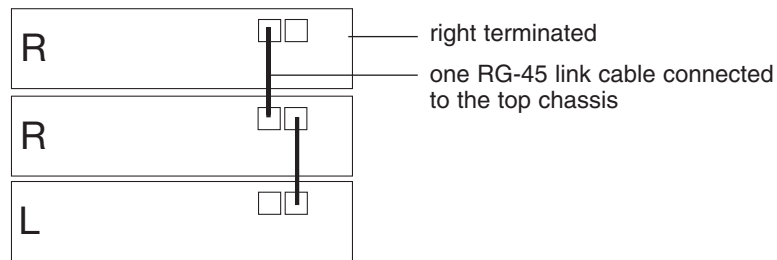 R
right terminated
one RG-45 link cable connected
to the top chassis
R
L